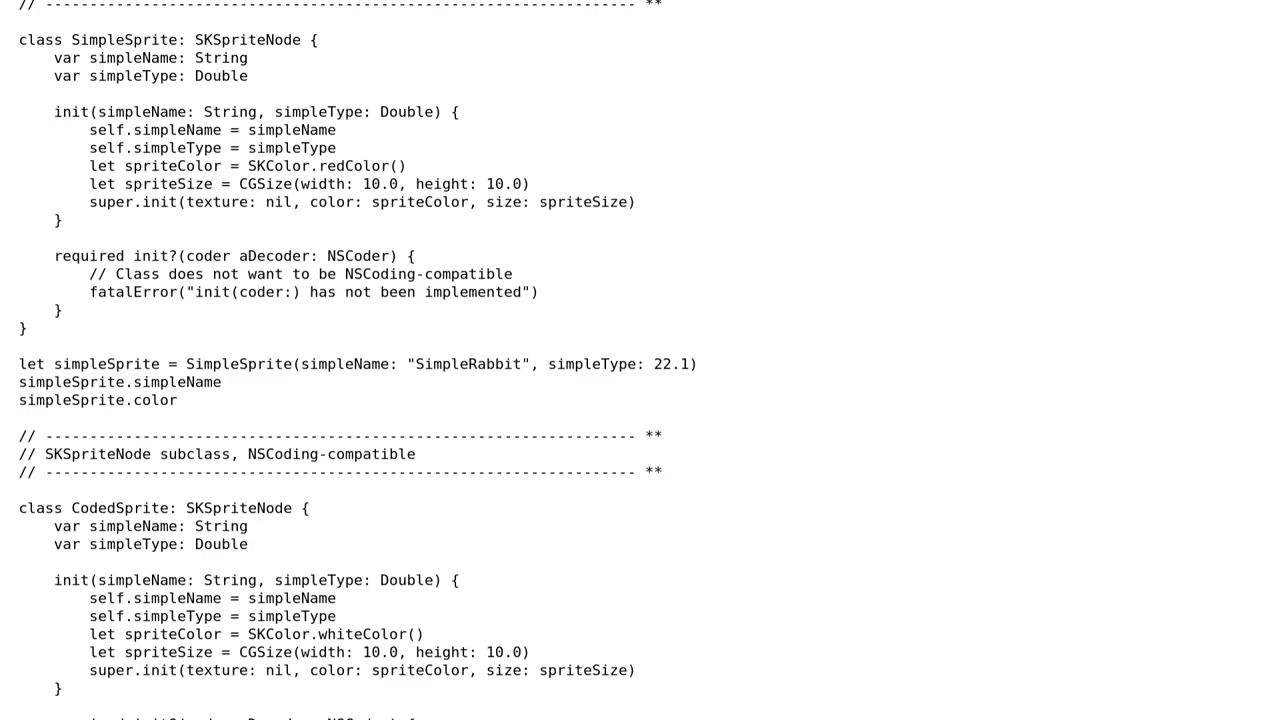 // ------------------------------------------------------------------- **
class SimpleSprite: SKSpriteNode {
    var simpleName: String
    var simpleType: Double

    init(simpleName: String, simpleType: Double) {
        self.simpleName = simpleName
        self.simpleType = simpleType
        let spriteColor = SKColor.redColor()
        let spriteSize = CGSize(width: 10.0, height: 10.0)
        super.init(texture: nil, color: spriteColor, size: spriteSize)
    }

    required init?(coder aDecoder: NSCoder) {
        // Class does not want to be NSCoding-compatible
        fatalError("init(coder:) has not been implemented")
    }
}

let simpleSprite = SimpleSprite(simpleName: "SimpleRabbit", simpleType: 22.1)
simpleSprite.simpleName
simpleSprite.color

// ------------------------------------------------------------------- **
// SKSpriteNode subclass, NSCoding-compatible
// ------------------------------------------------------------------- **

class CodedSprite: SKSpriteNode {
    var simpleName: String
    var simpleType: Double

    init(simpleName: String, simpleType: Double) {
        self.simpleName = simpleName
        self.simpleType = simpleType
        let spriteColor = SKColor.whiteColor()
        let spriteSize = CGSize(width: 10.0, height: 10.0)
        super.init(texture: nil, color: spriteColor, size: spriteSize)
    }